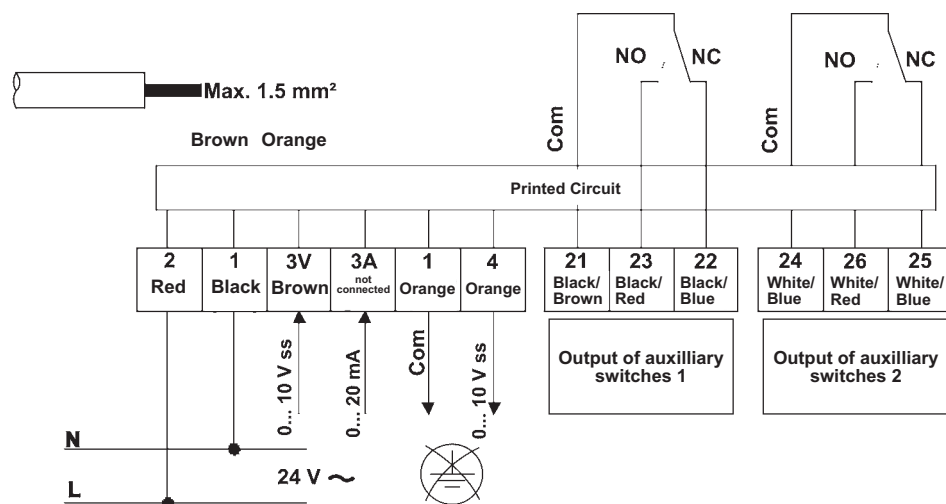 NO
NC
NO
NC
Max. 1.5 mm²
Com
Com
Brown Orange
Printed Circuit
2
Red
1
Black
3V
Brown
3A
not
connected
1
Orange
4
Orange
21
Black/
Brown
23
Black/
Red
22
Black/
Blue
24
White/
Blue
26
White/
Red
25
White/
Blue
0... 10 V ss
0... 20 mA
Com
0... 10 V ss
Output of auxilliary
switches 1
Output of auxilliary
switches 2
N
24 V ~
L